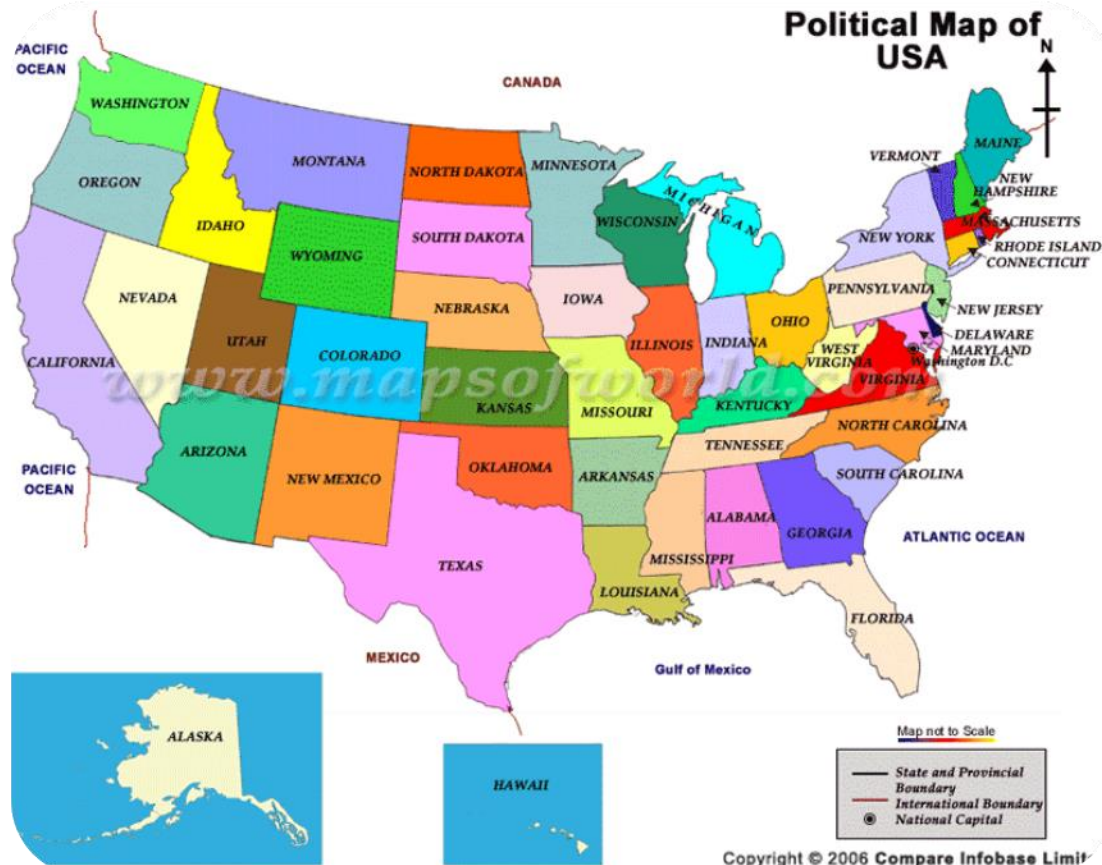 Political Map of
USA
N
PACIFIC
OCEAN
CANADA
WASHINGTON
MONTANA
NORTH DAKOTA
MINNESOTA
VERMONT
MAINE
NEW
HAMPSHIRE
OREGON
IDAHO
MICHIGAN
MASSACHUSETTS
WISCONSIN
SOUTH DAKOTA
NEW YORK
RHODE ISLAND
CONNECTICUT
WYOMING
NEVADA
NEBRASKA
IOWA
PENNSYLVANIA
NEW JERSEY
OHIO
UTAH
ILLINOIS
INDIANA
DELAWARE
MARYLAND
Washington D.C
CALIFORNIA
COLORADO
WEST
VIRGINIA
VIRGINIA
www.mapsofworld.com
KANSAS
MISSOURI
KENTUCKY
NORTH CAROLINA
ARIZONA
TENNESSEE
PACIFIC
OCEAN
NEW MEXICO
OKLAHOMA
ARKANSAS
SOUTH CAROLINA
ALABAMA
GEORGIA
ATLANTIC OCEAN
TEXAS
MISSISSIPPI
LOUISIANA
FLORIDA
MEXICO
Gulf of Mexico
ALASKA
HAWAII
Map not to Scale
State and Provincial
Boundary
International Boundary
National Capital
Copyright © 2006 Compare Infobase Limit